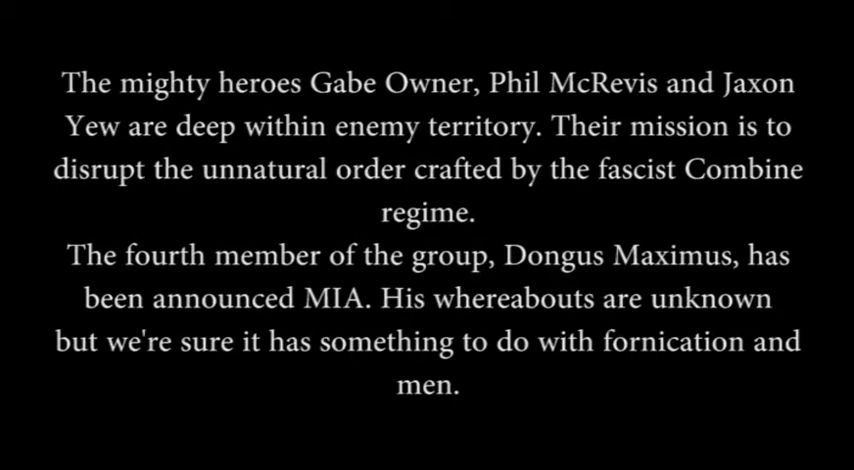 The mighty heroes Gabe Owner, Phil McRevis and Jaxon
Yew are deep within enemy territory. Their mission is to
disrupt the unnatural order crafted by the fascist Combine
regime.
The fourth member of the group, Dongus Maximus, has
been announced MIA. His whereabouts are unknown
but we're sure it has something to do with fornication and
men.